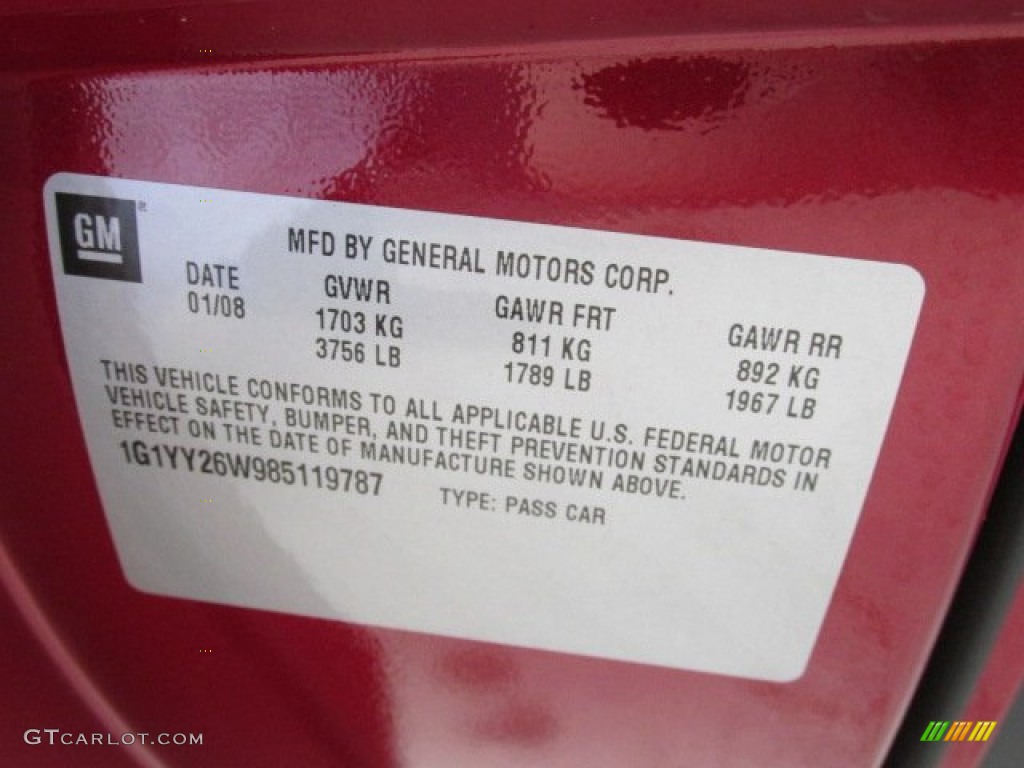 GM
MFD BY GENERAL MOTORS CORP.
DATE GVWR GAWR FRT GAWR RR
01/08 1703 KG 811 KG 892 KG
3756 LB 1789 LB 1967 LB
THIS VEHICLE CONFORMS TO ALL APPLICABLE U.S. FEDERAL MOTOR
VEHICLE SAFETY, BUMPER, AND THEFT PREVENTION STANDARDS IN
EFFECT ON THE DATE OF MANUFACTURE SHOWN ABOVE.
1G1YY26W985119787 TYPE: PASS CAR
GTCARLOT.COM